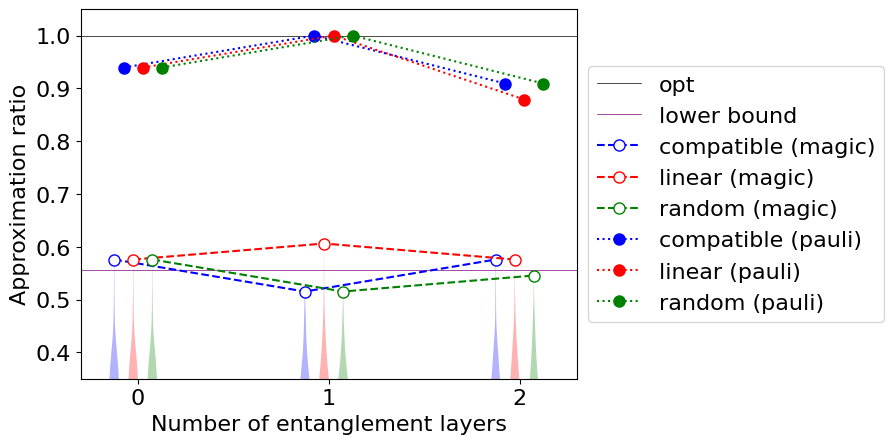 1.0
0.9
0.8
0.7
0.6
0.5
0.4
Approximation ratio
0 1 2
Number of entanglement layers
opt
lower bound
compatible (magic)
linear (magic)
random (magic)
compatible (pauli)
linear (pauli)
random (pauli)